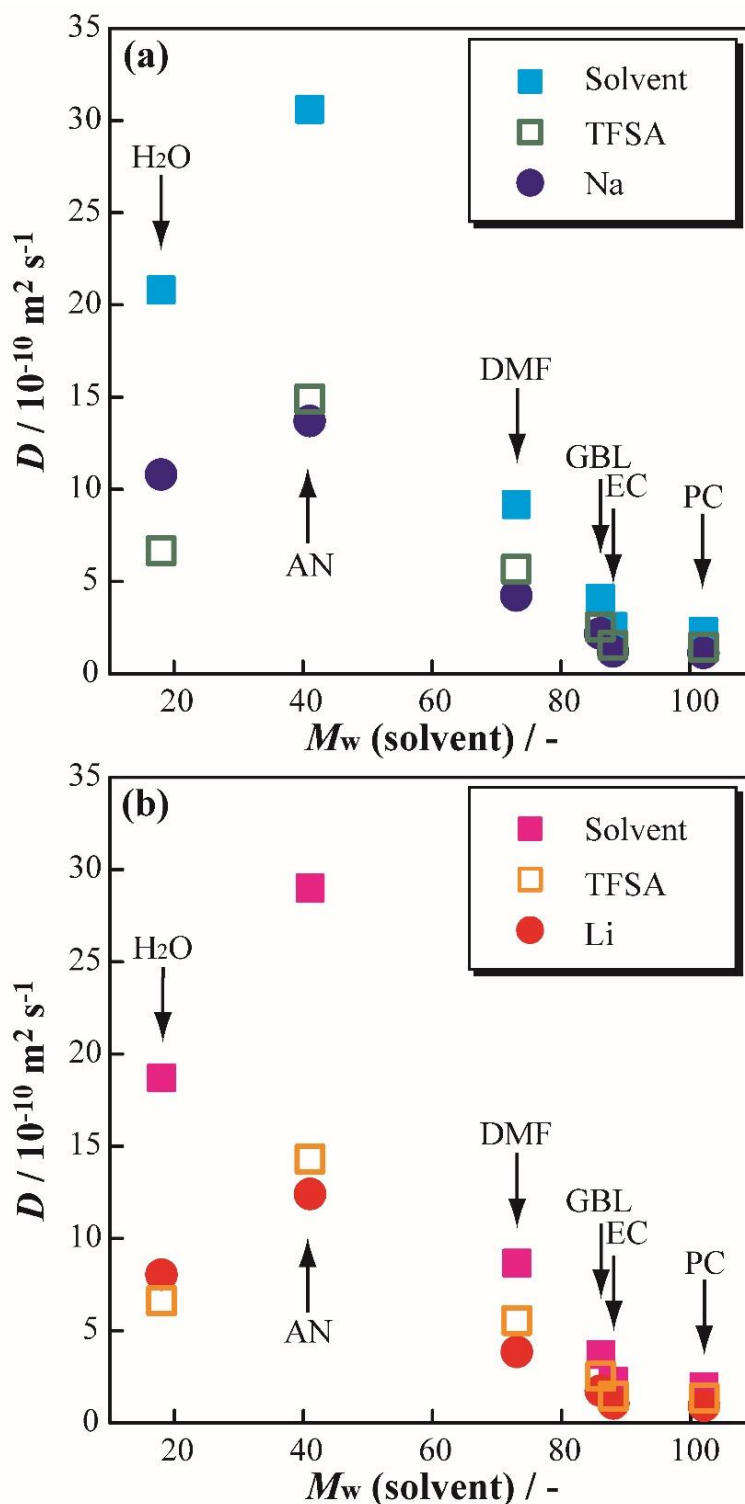 (a)
Solvent
TFSA
Na
H₂O
AN
DMF
GBL
EC
PC
35
30
25
20
15
10
5
0
D / 10⁻¹⁰ m² s⁻¹
20 40 60 80 100
Mw (solvent) / -
(b)
Solvent
TFSA
Li
H₂O
AN
DMF
GBL
EC
PC
35
30
25
20
15
10
5
0
D / 10⁻¹⁰ m² s⁻¹
20 40 60 80 100
Mw (solvent) / -